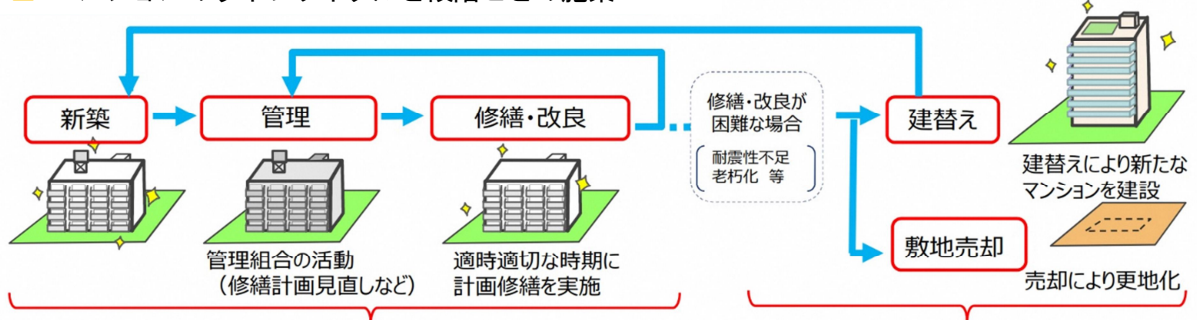 新築
管理
修繕・改良
修繕・改良が
困難な場合
耐震性不足
老朽化 等
建替え
建替えにより新たな
マンションを建設
敷地売却
売却により更地化
管理組合の活動
（修繕計画見直しなど）
適時適切な時期に
計画修繕を実施